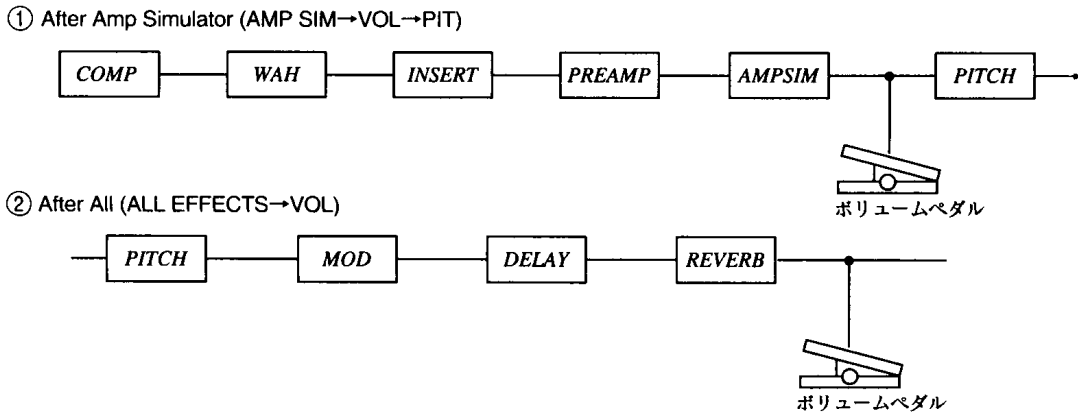 ① After Amp Simulator (AMP SIM→VOL→PIT)
COMP WAH INSERT PREAMP AMPSIM PITCH
ボリュームペダル
② After All (ALL EFFECTS→VOL)
PITCH MOD DELAY REVERB
ボリュームペダル